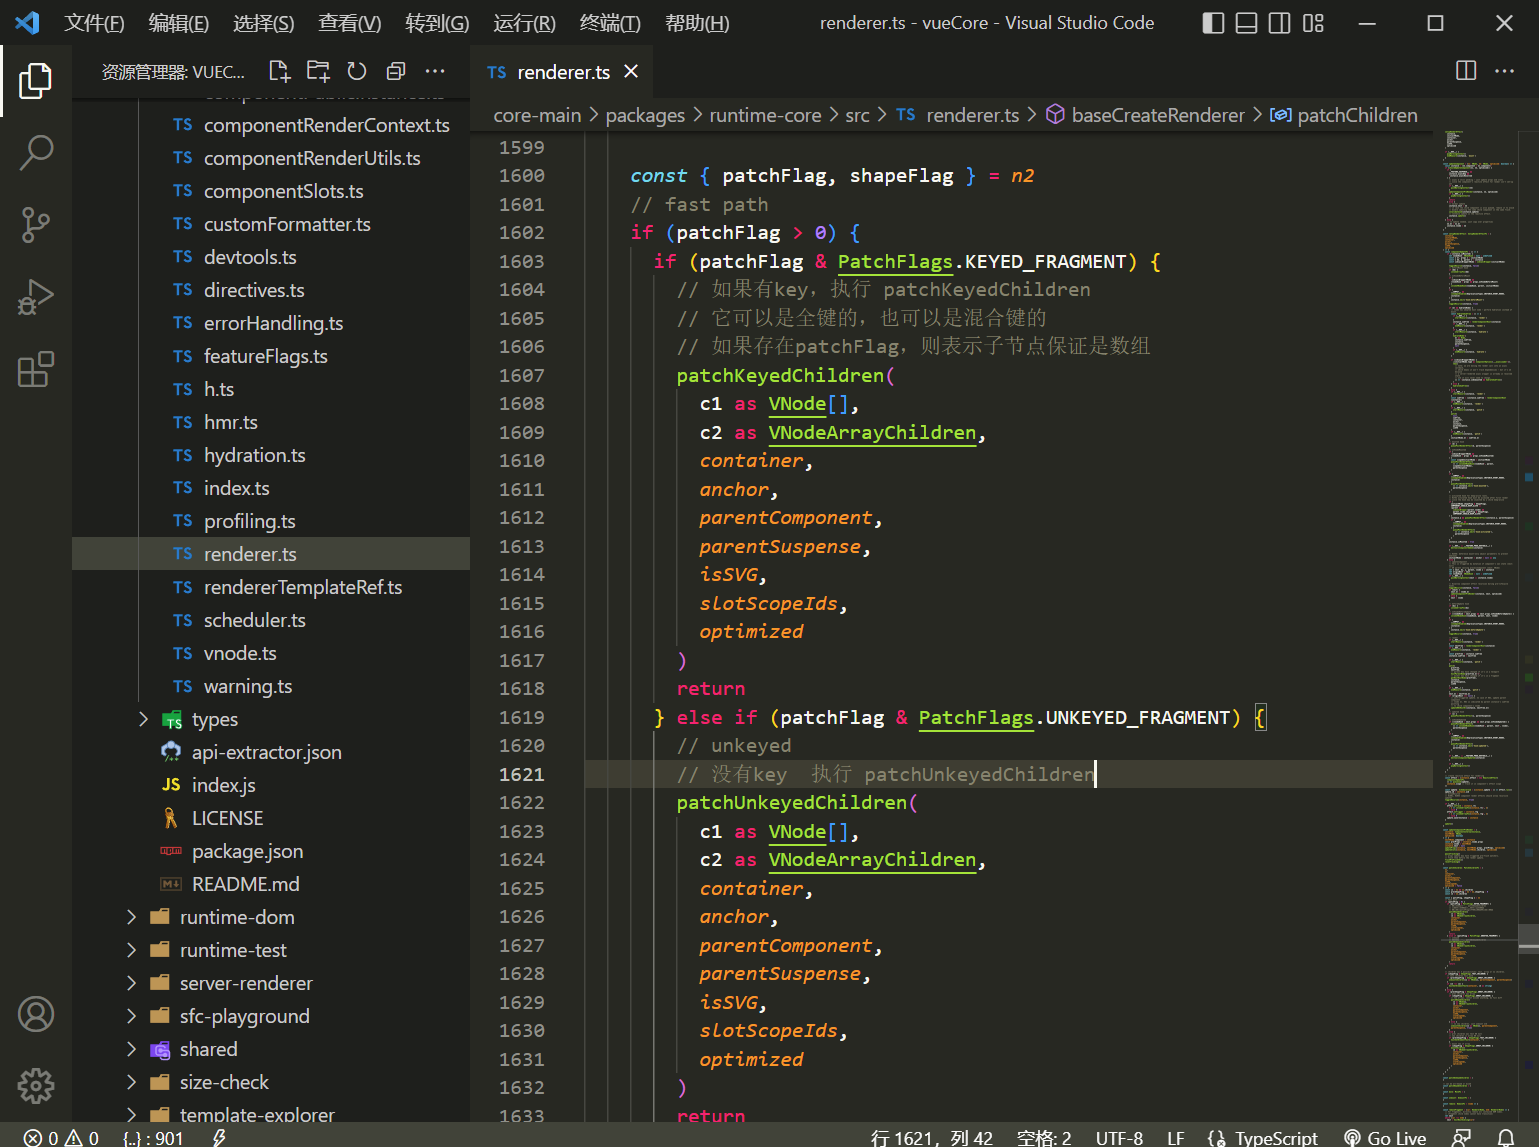 文件(F) 编辑(E) 选择(S) 查看(V) 转到(G) 运行(R) 终端(T) 帮助(H) renderer.ts - vueCore - Visual Studio Code
资源管理器: VUEC... ···
TS componentRenderContext.ts
TS componentRenderUtils.ts
TS componentSlots.ts
TS customFormatter.ts
TS devtools.ts
TS directives.ts
TS errorHandling.ts
TS featureFlags.ts
TS h.ts
TS hmr.ts
TS hydration.ts
TS index.ts
TS profiling.ts
TS renderer.ts
TS rendererTemplateRef.ts
TS scheduler.ts
TS vnode.ts
TS warning.ts
TS types
api-extractor.json
JS index.js
LICENSE
npm package.json
M↓ README.md
runtime-dom
runtime-test
server-renderer
sfc-playground
shared
size-check
template-explorer
TS renderer.ts ×
core-main > packages > runtime-core > src > TS renderer.ts > baseCreateRenderer > patchChildren
1599
1600 const { patchFlag, shapeFlag } = n2
1601 // fast path
1602 if (patchFlag > 0) {
1603 if (patchFlag & PatchFlags.KEYED_FRAGMENT) {
1604 // 如果有key，执行 patchKeyedChildren
1605 // 它可以是全键的，也可以是混合键的
1606 // 如果存在patchFlag，则表示子节点保证是数组
1607 patchKeyedChildren(
1608 c1 as VNode[],
1609 c2 as VNodeArrayChildren,
1610 container,
1611 anchor,
1612 parentComponent,
1613 parentSuspense,
1614 isSVG,
1615 slotScopeIds,
1616 optimized
1617 )
1618 return
1619 } else if (patchFlag & PatchFlags.UNKEYED_FRAGMENT) {
1620 // unkeyed
1621 // 没有key  执行 patchUnkeyedChildren
1622 patchUnkeyedChildren(
1623 c1 as VNode[],
1624 c2 as VNodeArrayChildren,
1625 container,
1626 anchor,
1627 parentComponent,
1628 parentSuspense,
1629 isSVG,
1630 slotScopeIds,
1631 optimized
1632 )
1633 return
0 0 {..} : 901 行 1621，列 42 空格: 2 UTF-8 LF TypeScript Go Live